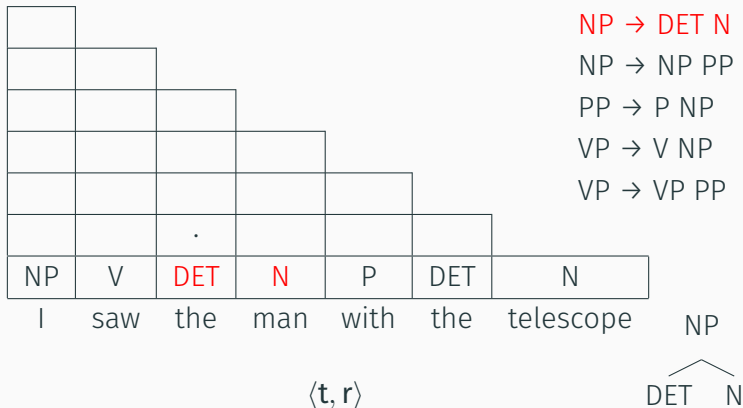 NP → DET N
NP → NP PP
PP → P NP
VP → V NP
VP → VP PP
.
NP V DET N P DET N
I saw the man with the telescope
NP
DET N
⟨t, r⟩